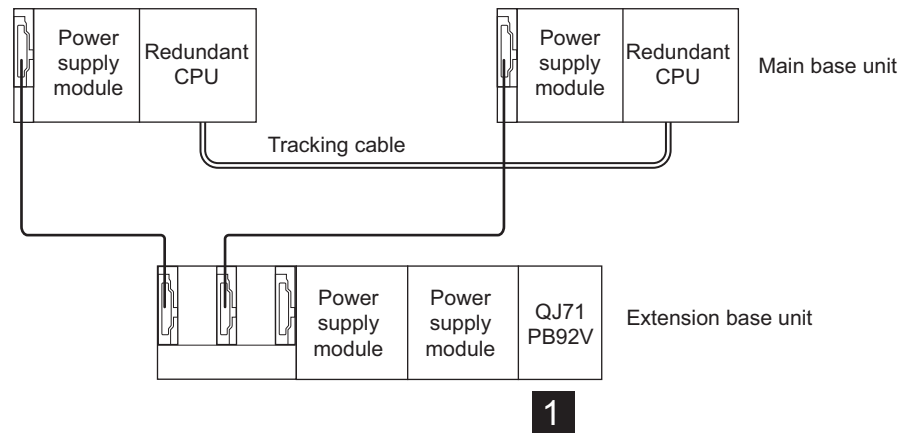 Power
supply
module
Redundant
CPU
Power
supply
module
Redundant
CPU
Main base unit
Tracking cable
Power
supply
module
Power
supply
module
QJ71
PB92V
Extension base unit
1